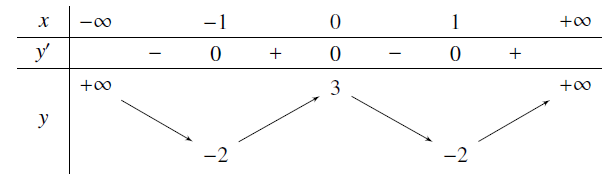 x −∞ −1 0 1 +∞
y′ − 0 + 0 − 0 + 
+∞ 3 +∞
y
−2 −2